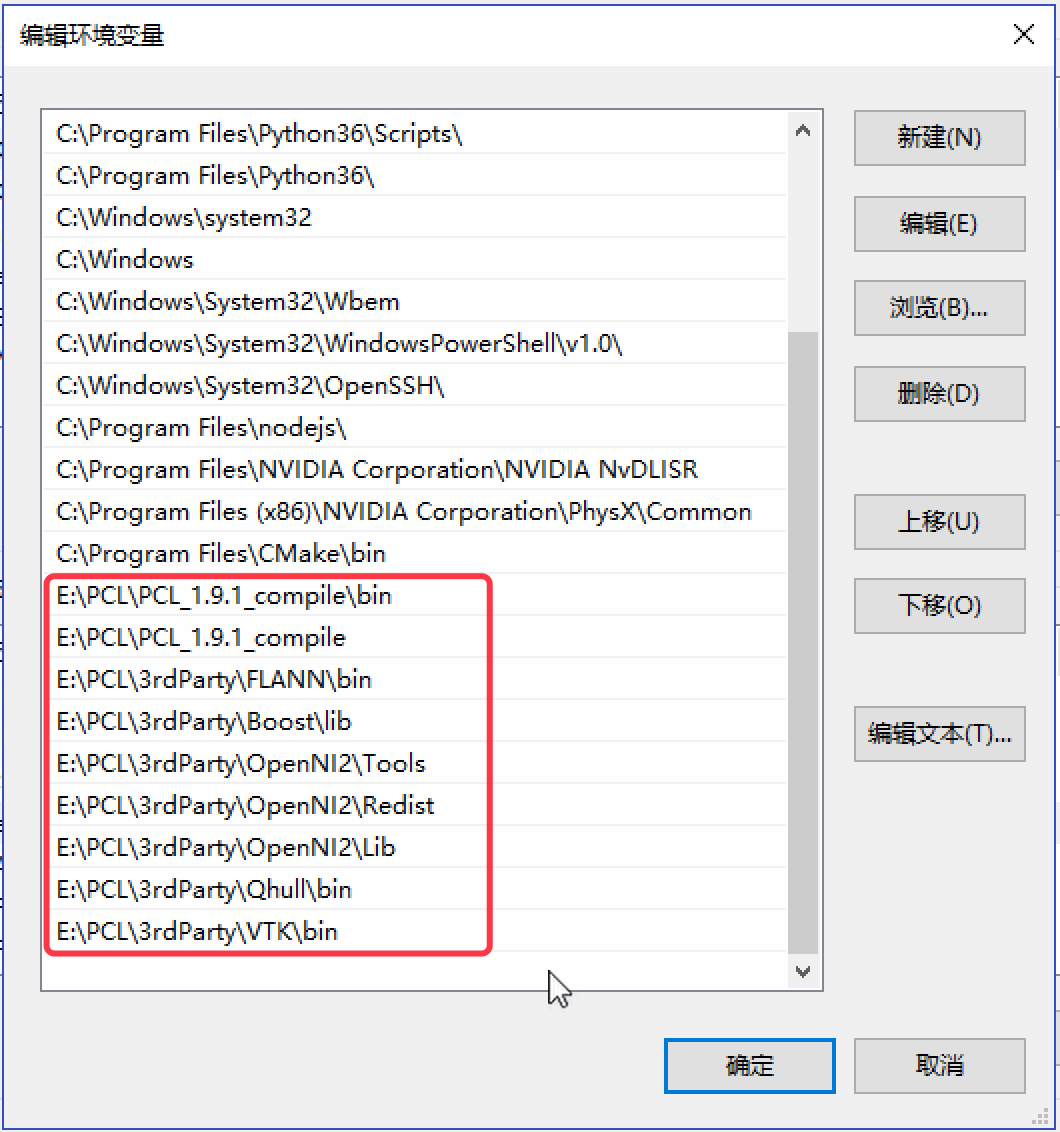 编辑环境变量
C:\Program Files\Python36\Scripts\
C:\Program Files\Python36\
C:\Windows\system32
C:\Windows
C:\Windows\System32\Wbem
C:\Windows\System32\WindowsPowerShell\v1.0\
C:\Windows\System32\OpenSSH\
C:\Program Files\nodejs\
C:\Program Files\NVIDIA Corporation\NVIDIA NvDLISR
C:\Program Files (x86)\NVIDIA Corporation\PhysX\Common
C:\Program Files\CMake\bin
E:\PCL\PCL_1.9.1_compile\bin
E:\PCL\PCL_1.9.1_compile
E:\PCL\3rdParty\FLANN\bin
E:\PCL\3rdParty\Boost\lib
E:\PCL\3rdParty\OpenNI2\Tools
E:\PCL\3rdParty\OpenNI2\Redist
E:\PCL\3rdParty\OpenNI2\Lib
E:\PCL\3rdParty\Qhull\bin
E:\PCL\3rdParty\VTK\bin
新建(N)
编辑(E)
浏览(B)...
删除(D)
上移(U)
下移(O)
编辑文本(T)...
确定
取消